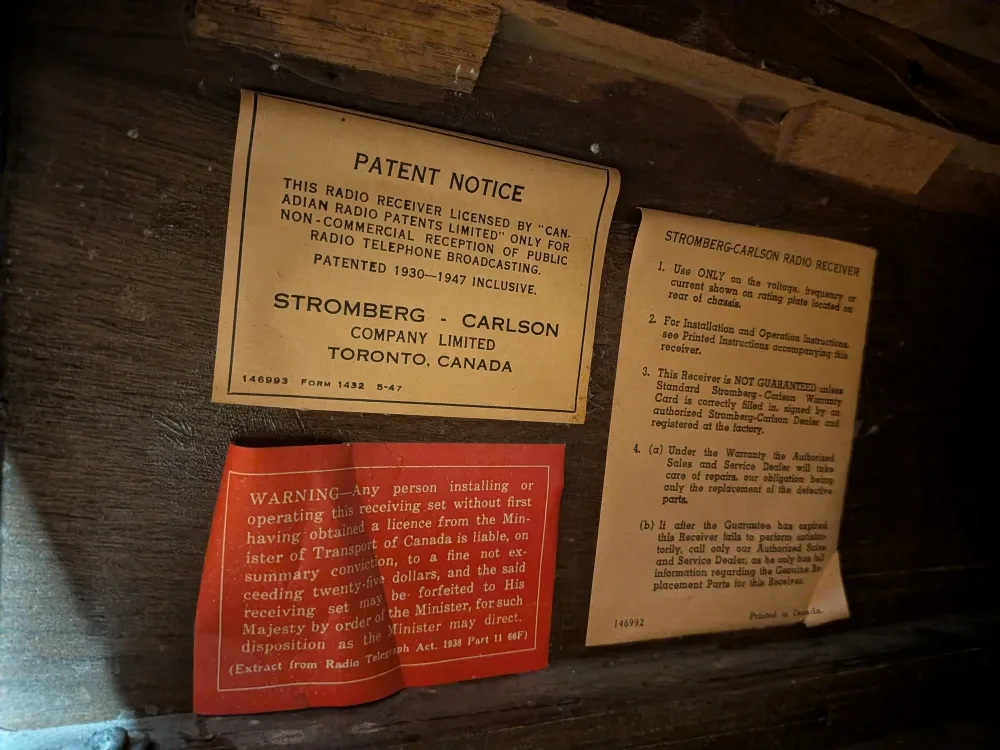 PATENT NOTICE
THIS RADIO RECEIVER LICENSED BY "CAN-
ADIAN RADIO PATENTS LIMITED" ONLY FOR
NON-COMMERCIAL RECEPTION OF PUBLIC
RADIO TELEPHONE BROADCASTING.
PATENTED 1930—1947 INCLUSIVE.
STROMBERG - CARLSON
COMPANY LIMITED
TORONTO, CANADA
146993 FORM 1432 5-47
STROMBERG-CARLSON RADIO RECEIVER
1. Use ONLY on the voltage, frequency or
current shown on rating plate located on
rear of chassis.
2. For Installation and Operation Instructions,
see Printed Instructions accompanying this
receiver.
3. This Receiver is NOT GUARANTEED unless
Standard Stromberg-Carlson Warranty
Card is correctly filled in, signed by an
authorized Stromberg-Carlson Dealer and
registered at the factory.
4. (a) Under the Warranty the Authorized
Sales and Service Dealer will take
care of repairs, our obligation being
only the replacement of the defective
parts.
(b) If after the Guarantee has expired,
this Receiver fails to perform satisfac-
torily, call only our Authorized Sales
and Service Dealer, as he only has full
information regarding the Genuine Re-
placement Parts for this Receiver.
146992 Printed in Canada.
WARNING—Any person installing or
operating this receiving set without first
having obtained a licence from the Min-
ister of Transport of Canada is liable, on
summary conviction, to a fine not ex-
ceeding twenty-five dollars, and the said
receiving set may be forfeited to His
Majesty by order of the Minister, for such
disposition as the Minister may direct.
(Extract from Radio Telegraph Act. 1938 Part 11 66F)